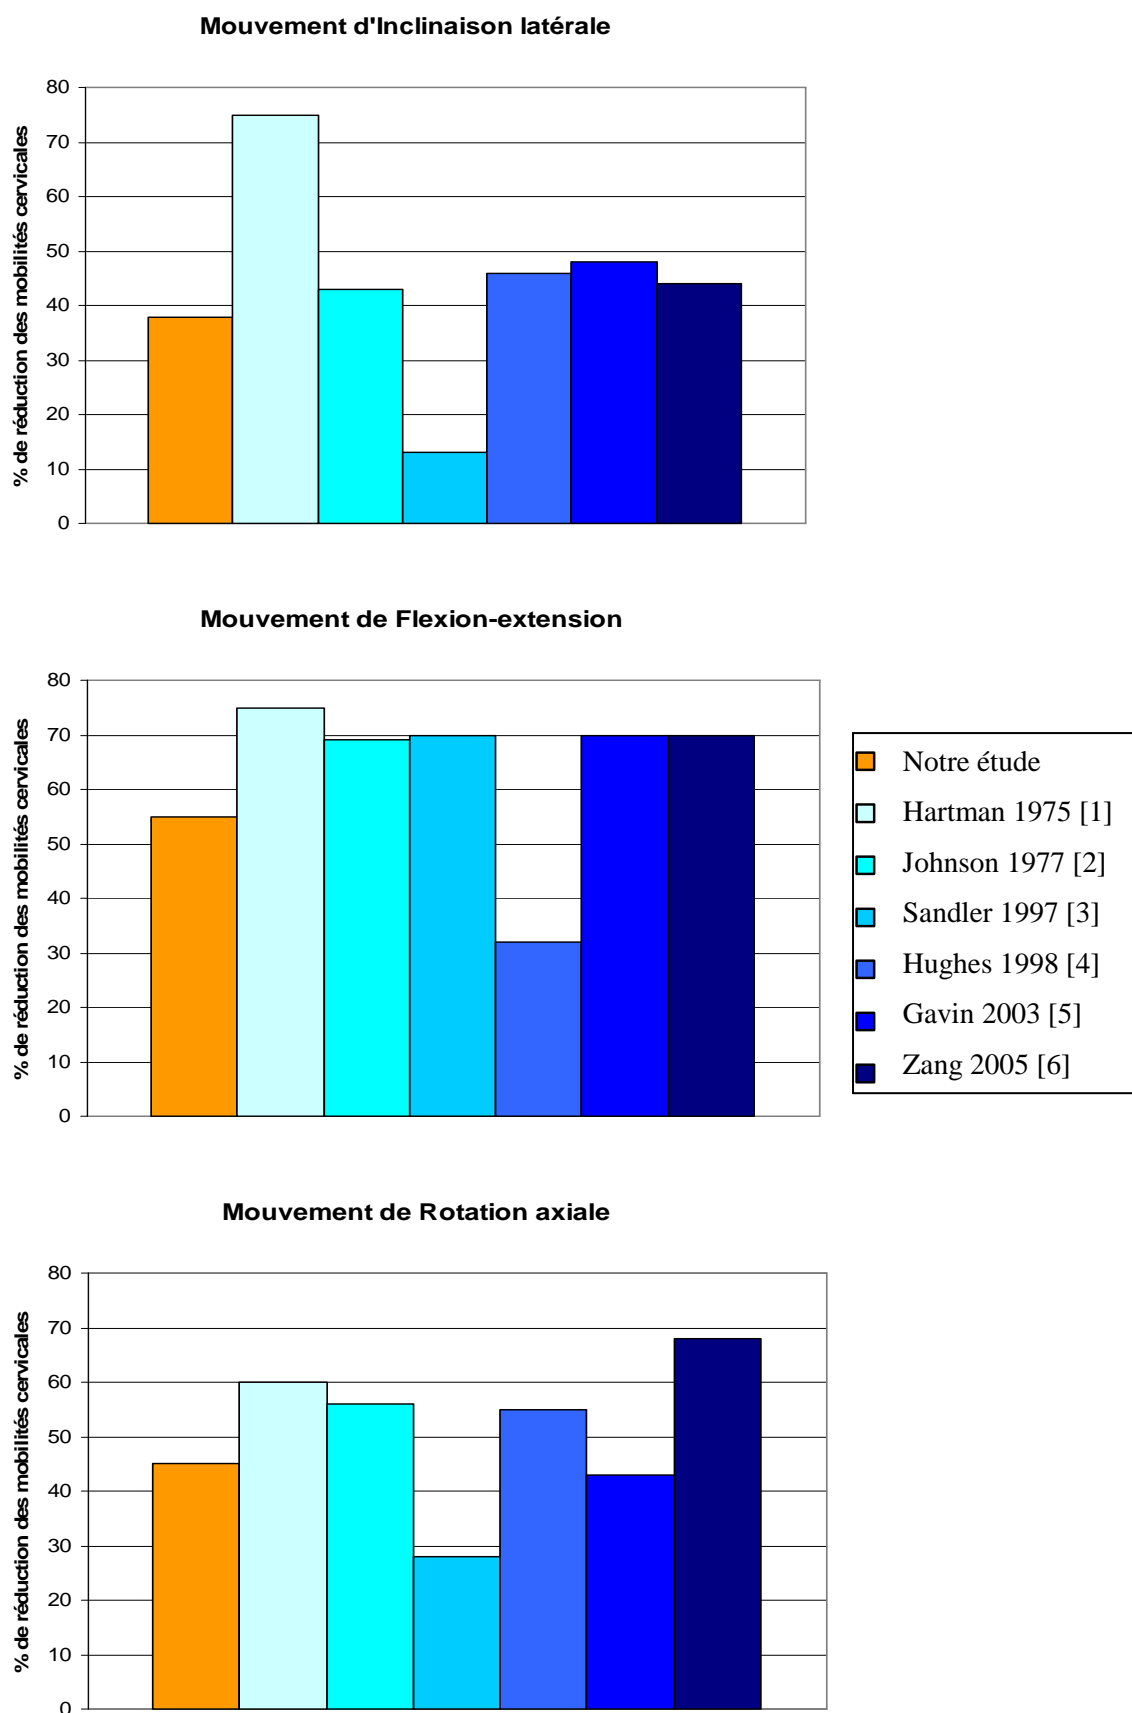 Mouvement d'Inclinaison latérale
% de réduction des mobilités cervicales
80
70
60
50
40
30
20
10
0
Mouvement de Flexion-extension
% de réduction des mobilités cervicales
80
70
60
50
40
30
20
10
0
Notre étude
Hartman 1975 [1]
Johnson 1977 [2]
Sandler 1997 [3]
Hughes 1998 [4]
Gavin 2003 [5]
Zang 2005 [6]
Mouvement de Rotation axiale
% de réduction des mobilités cervicales
80
70
60
50
40
30
20
10
0